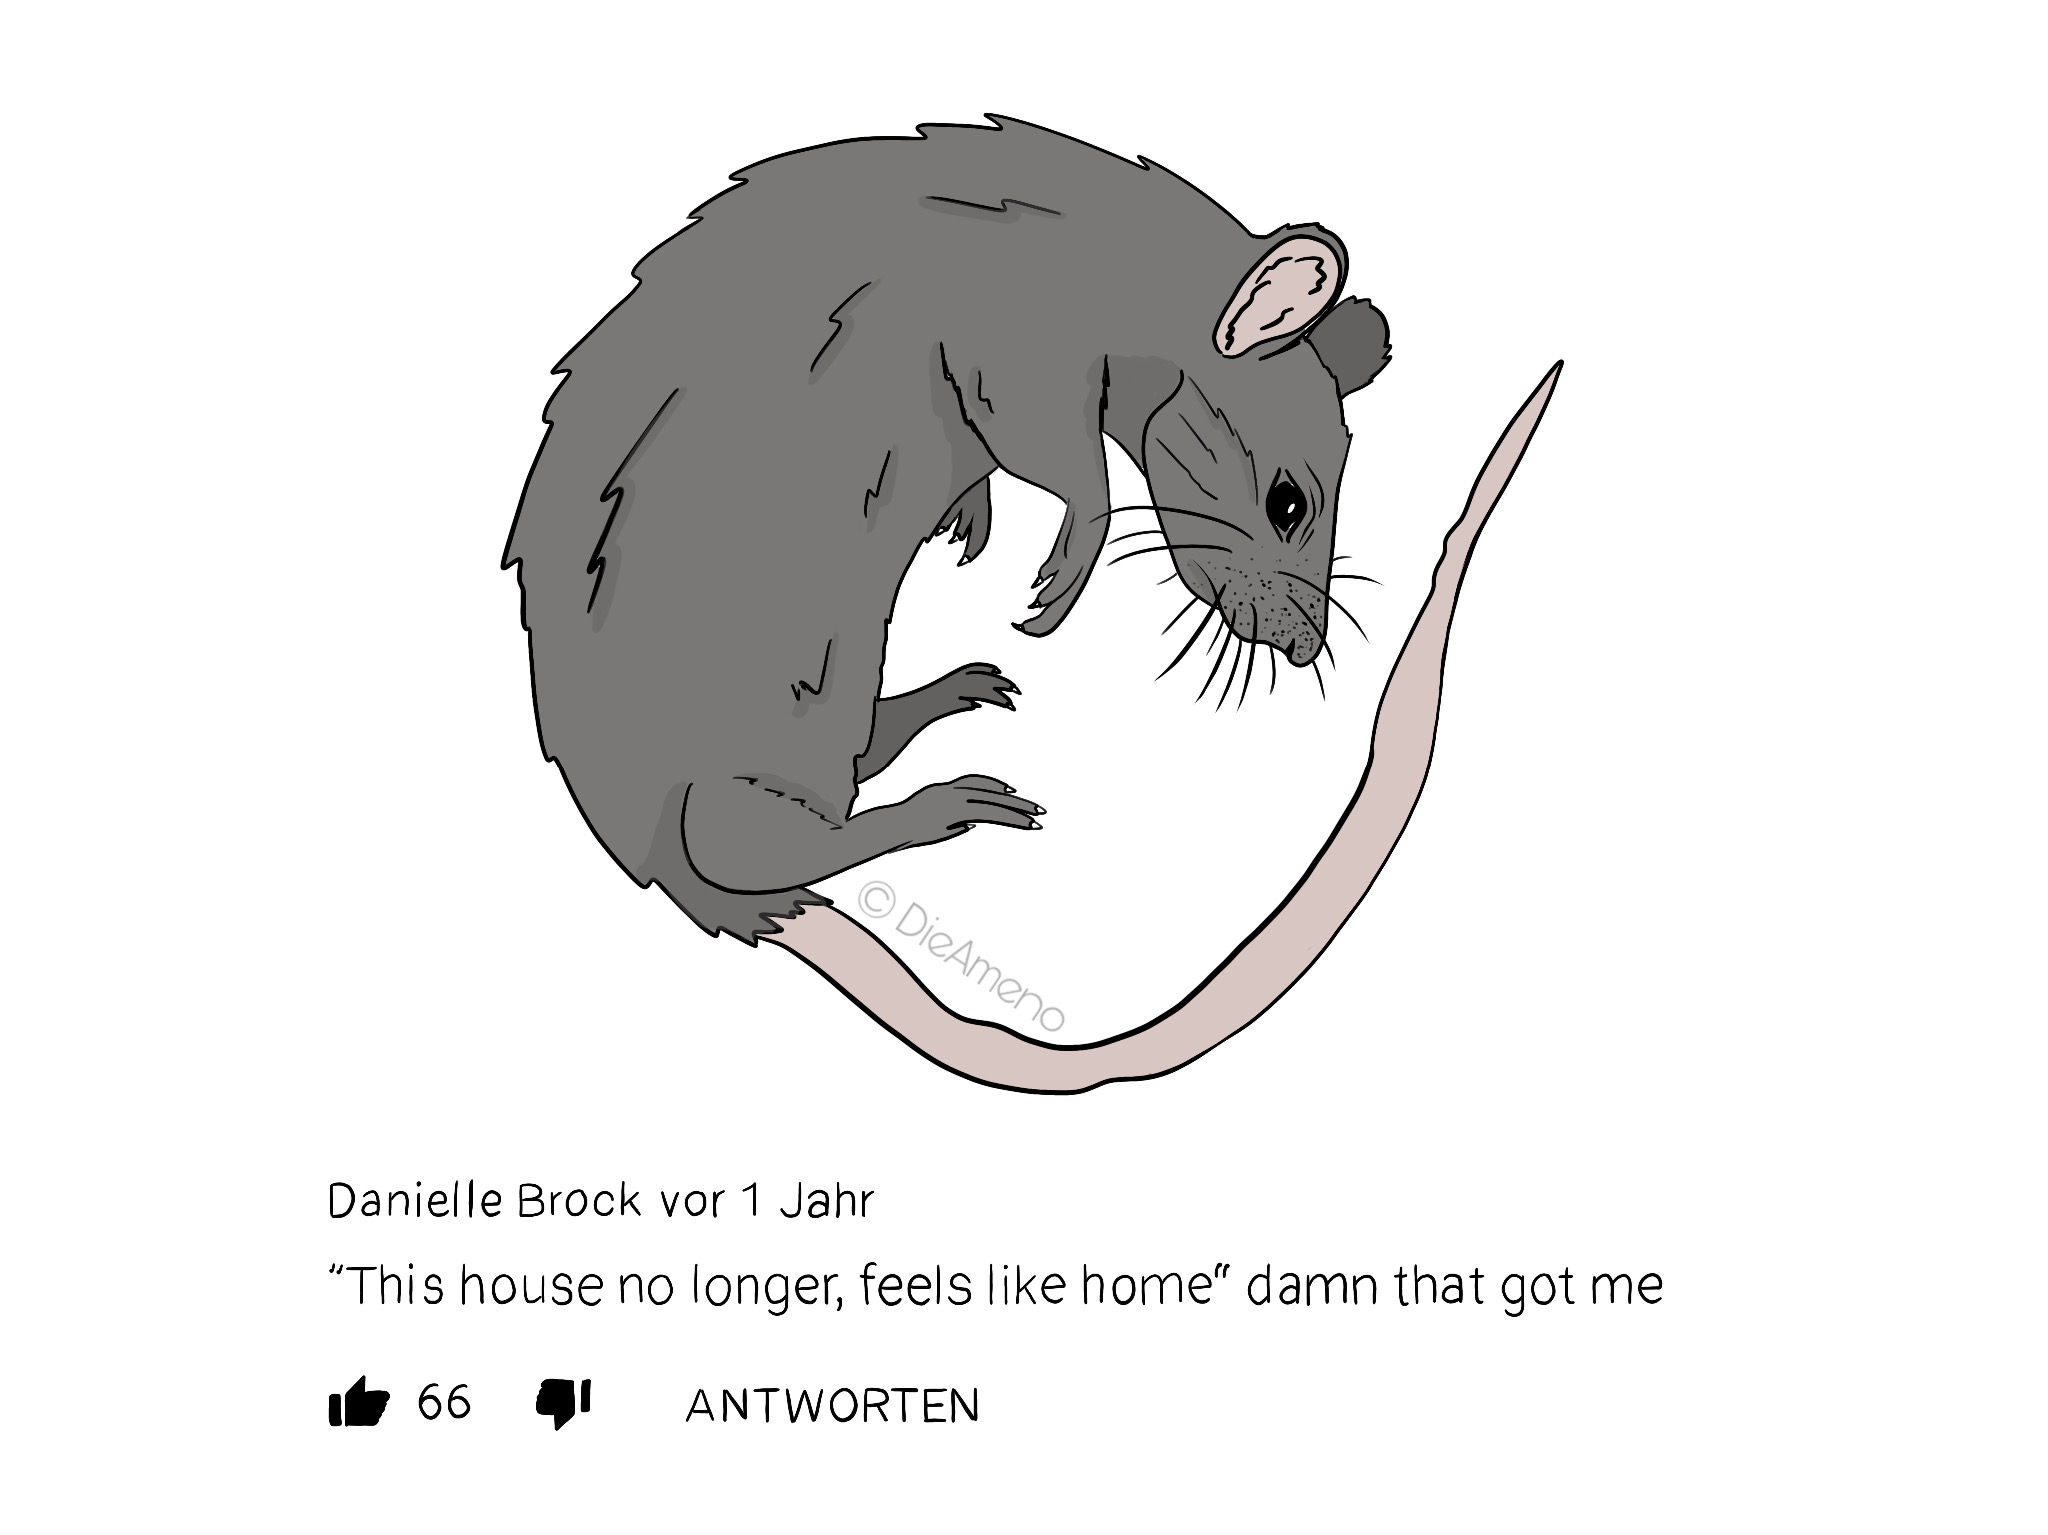 © DieAmeno
Danielle Brock vor 1 Jahr
"This house no longer, feels like home“ damn that got me
66 ANTWORTEN